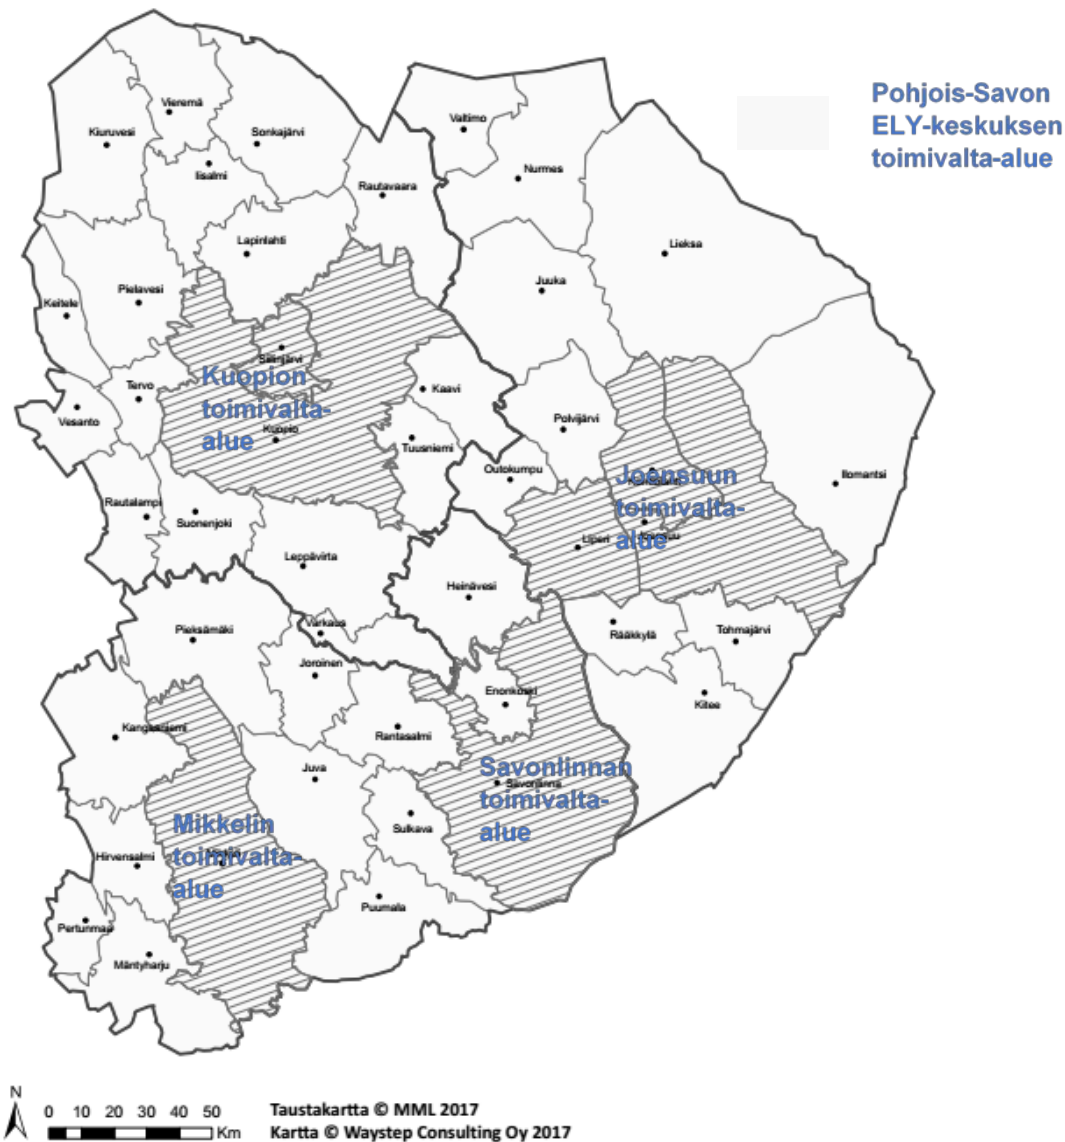 Pohjois-Savon
ELY-keskuksen
toimivalta-alue
Vieremä
Kiuruvesi
Sonkajärvi
Iisalmi
Rautavaara
Valtimo
Nurmes
Lapinlahti
Lieksa
Pielavesi
Keitele
Juuka
Siilinjärvi
Kuopion
toimivalta-
alue
Kuopio
Tervo
Vesanto
Kaavi
Tuusniemi
Polvijärvi
Outokumpu
Joensuun
toimivalta-
alue
Liperi
Ilomantsi
Rautalampi
Suonenjoki
Leppävirta
Heinävesi
Varkaus
Pieksämäki
Joroinen
Rääkkylä
Tohmajärvi
Kitee
Enonkoski
Rantasalmi
Kangasniemi
Juva
Savonlinnan
toimivalta-
alue
Savonlinna
Sulkava
Mikkelin
toimivalta-
alue
Hirvensalmi
Puumala
Pertunmaa
Mäntyharju
N
0 10 20 30 40 50
Km
Taustakartta © MML 2017
Kartta © Waystep Consulting Oy 2017